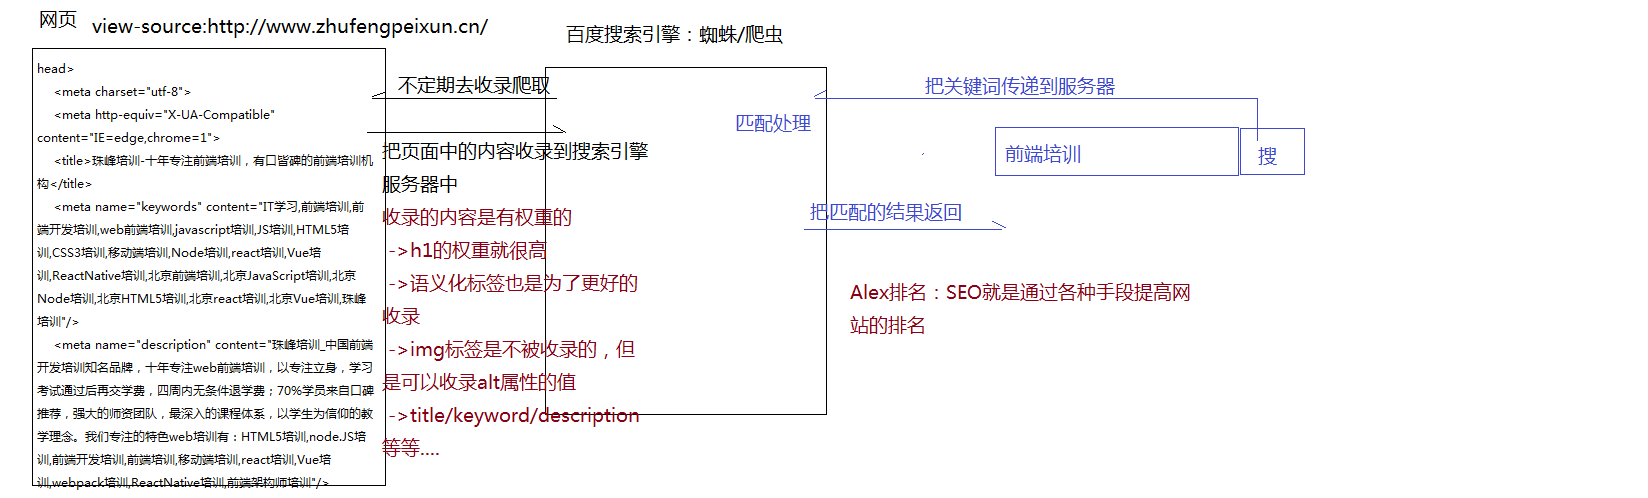 网页
view-source:http://www.zhufengpeixun.cn/
head>
<meta charset="utf-8">
<meta http-equiv="X-UA-Compatible"
content="IE=edge,chrome=1">
<title>珠峰培训-十年专注前端培训，有口皆碑的前端培训机
构</title>
<meta name="keywords" content="IT学习,前端培训,前
端开发培训,web前端培训,javascript培训,JS培训,HTML5培
训,CSS3培训,移动端培训,Node培训,react培训,Vue培
训,ReactNative培训,北京前端培训,北京JavaScript培训,北京
Node培训,北京HTML5培训,北京react培训,北京Vue培训,珠峰
培训"/>
<meta name="description" content="珠峰培训_中国前端
开发培训知名品牌，十年专注web前端培训，以专注立身，学习
考试通过后再交学费，四周内无条件退学费；70%学员来自口碑
推荐，强大的师资团队，最深入的课程体系，以学生为信仰的教
学理念。我们专注的特色web培训有：HTML5培训,node.JS培
训,前端开发培训,前端培训,移动端培训,react培训,Vue培
训,webpack培训,ReactNative培训,前端架构师培训"/>
不定期去收录爬取
把页面中的内容收录到搜索引擎
服务器中
收录的内容是有权重的
->h1的权重就很高
->语义化标签也是为了更好的
收录
->img标签是不被收录的，但
是可以收录alt属性的值
->title/keyword/description
等等....
百度搜索引擎：蜘蛛/爬虫
匹配处理
把关键词传递到服务器
前端培训
搜
把匹配的结果返回
Alex排名：SEO就是通过各种手段提高网
站的排名